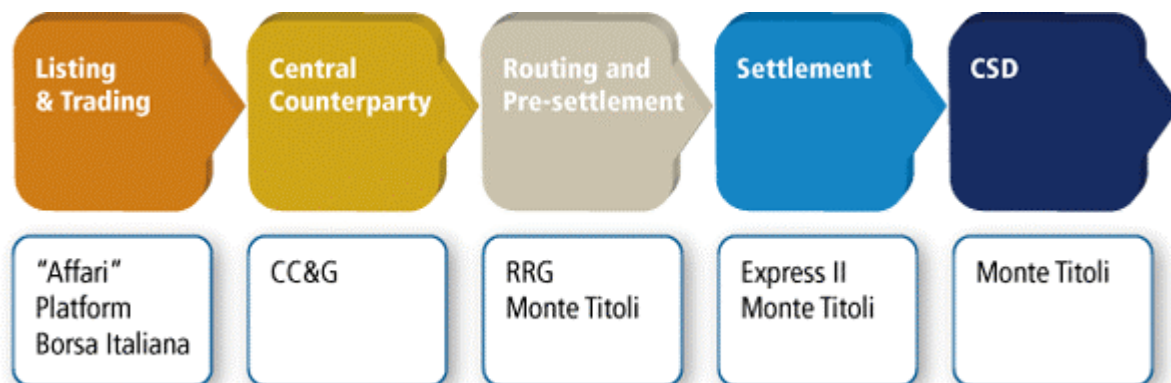 Listing
& Trading
Central
Counterparty
Routing and
Pre-settlement
Settlement
CSD
"Affari"
Platform
Borsa Italiana
CC&G
RRG
Monte Titoli
Express II
Monte Titoli
Monte Titoli